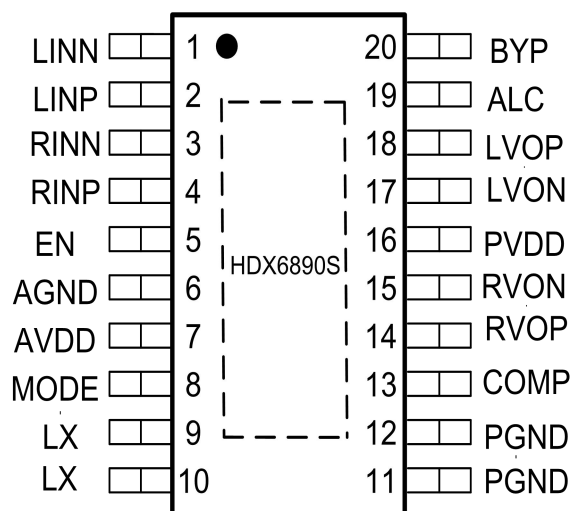 LINN 1 20 BYP
LINP 2 19 ALC
RINN 3 18 LVOP
RINP 4 17 LVON
EN 5 16 PVDD
HDX6890S
AGND 6 15 RVON
AVDD 7 14 RVOP
MODE 8 13 COMP
LX 9 12 PGND
LX 10 11 PGND